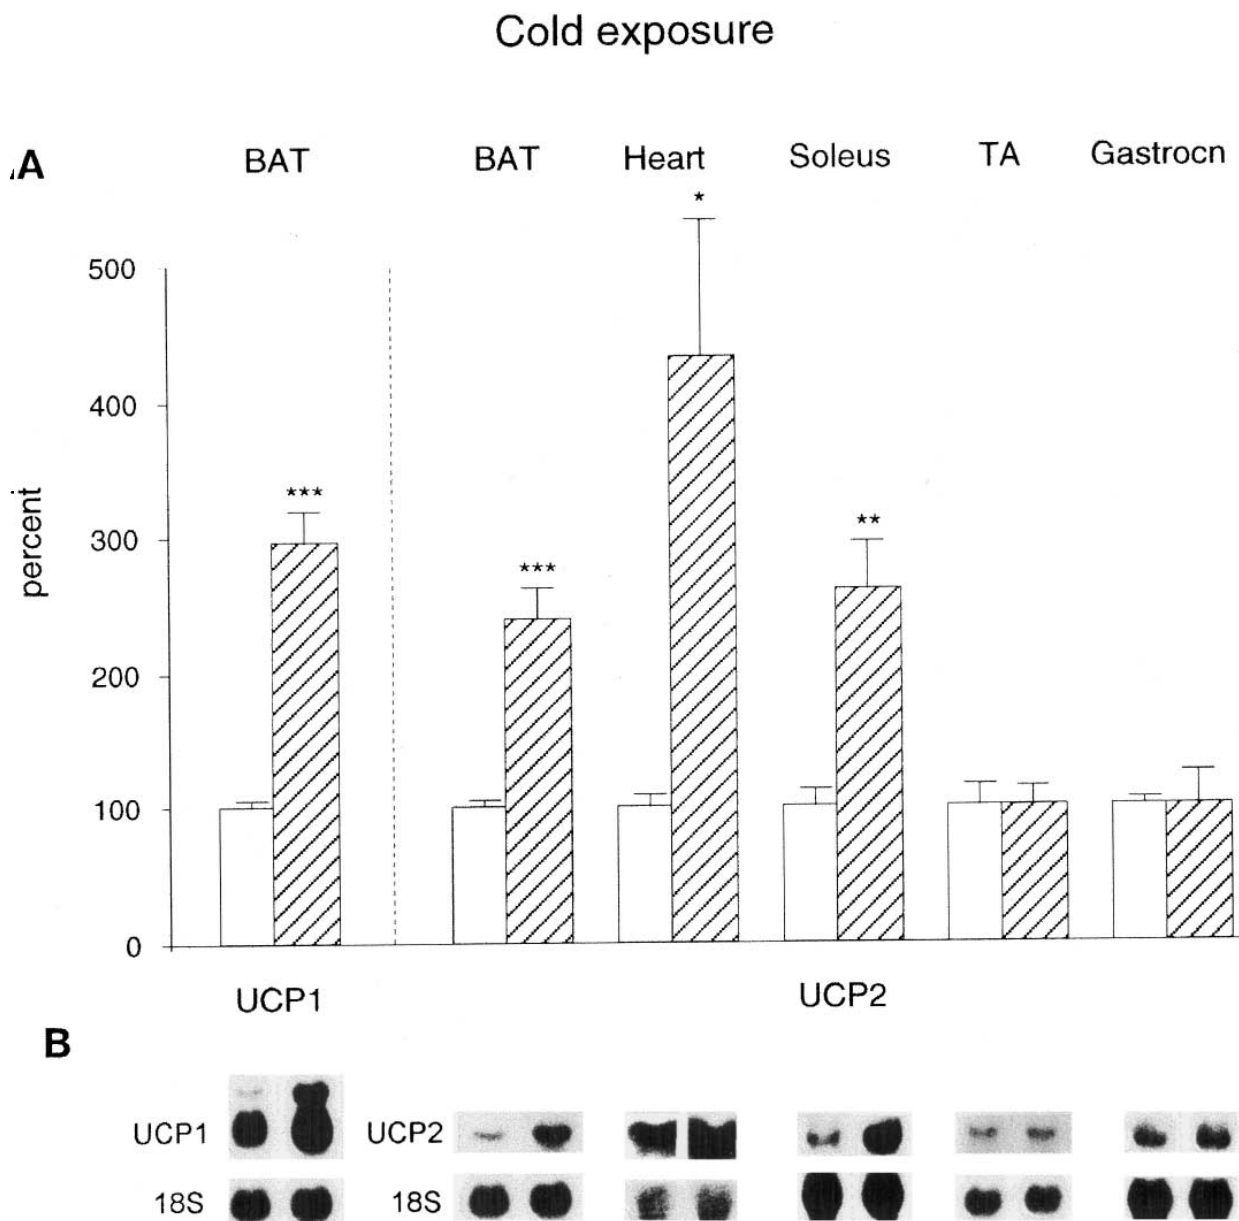 Cold exposure
A
BAT BAT Heart Soleus TA Gastrocn
*
500
400
percent
***
300
**
***
200
100
0
UCP1 UCP2
B
UCP1 UCP2
18S 18S